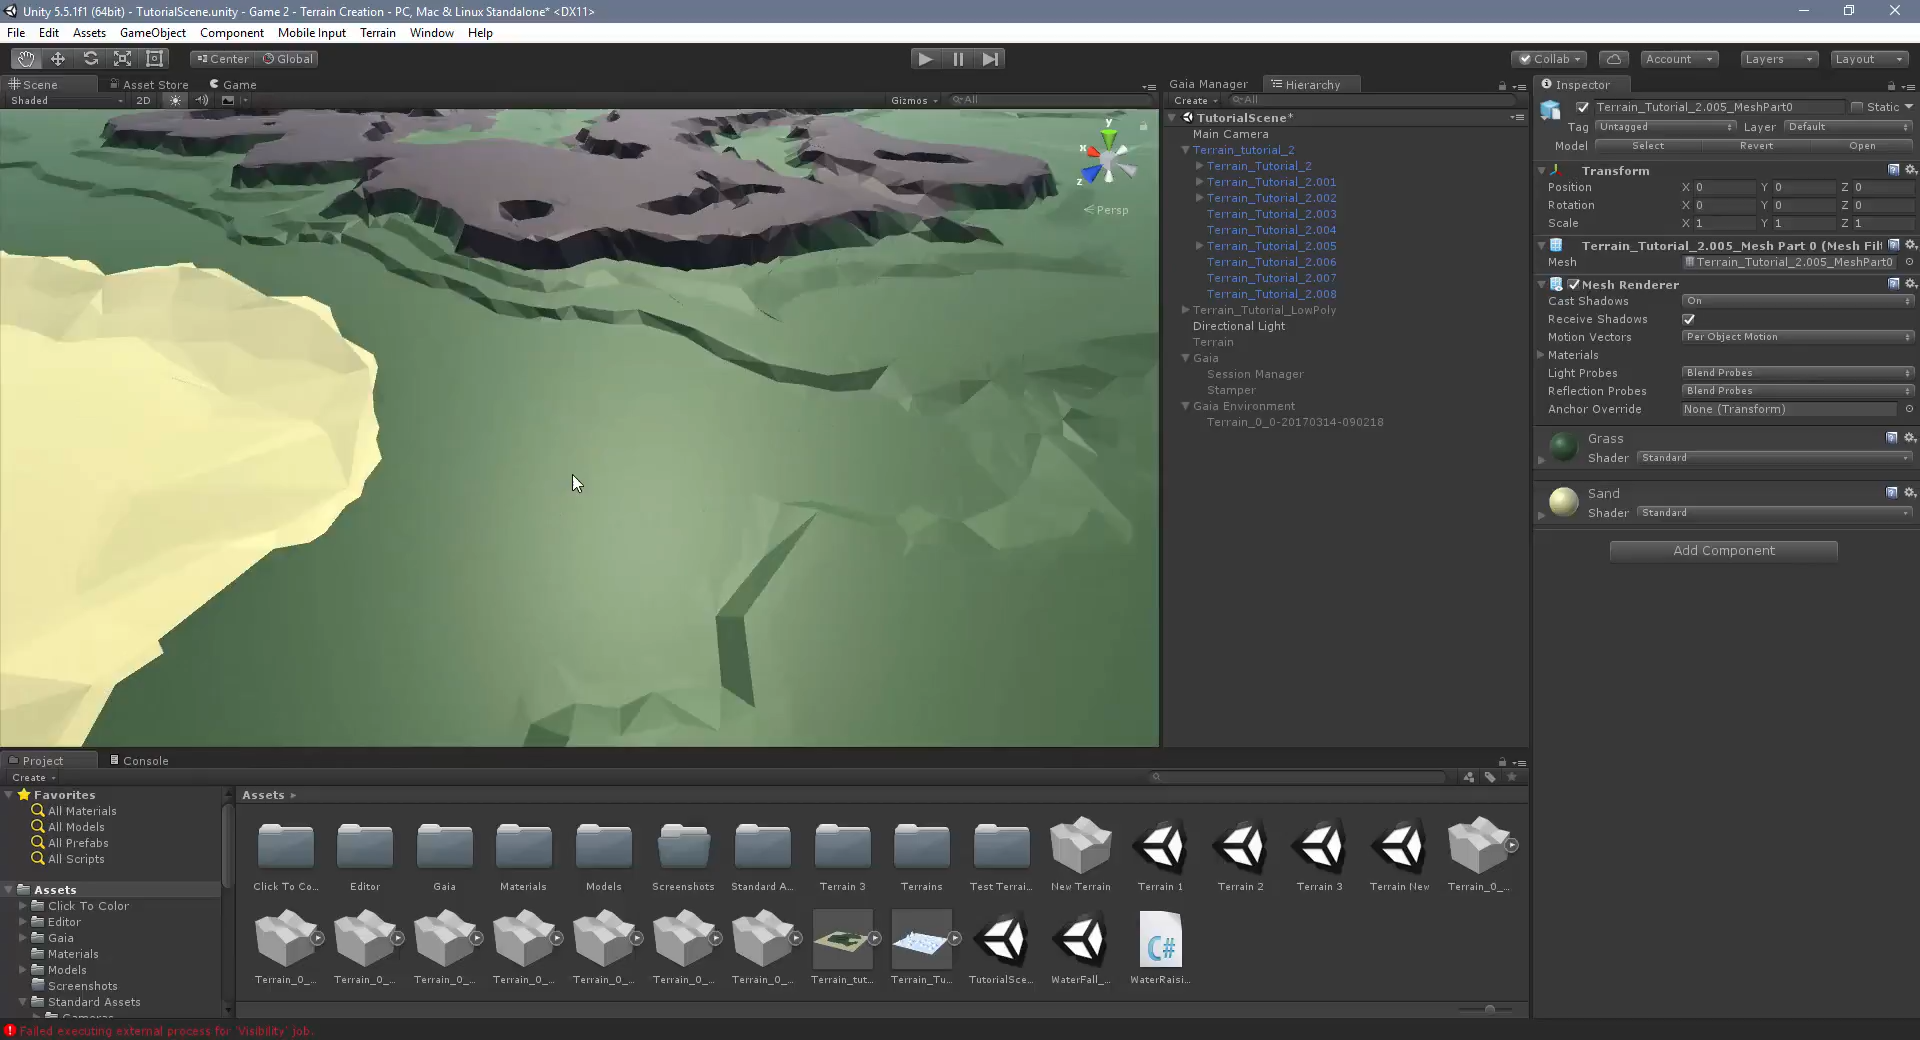 Unity 5.5.1f1 (64bit) - TutorialScene.unity - Game 2 - Terrain Creation - PC, Mac & Linux Standalone* <DX11>
File Edit Assets GameObject Component Mobile Input Terrain Window Help
Center Global Collab Account Layers Layout
Scene Asset Store Game
Shaded 2D Gizmos All
y
x
z
Persp
Gaia Manager Hierarchy
Create All
TutorialScene*
Main Camera
Terrain_tutorial_2
Terrain_Tutorial_2
Terrain_Tutorial_2.001
Terrain_Tutorial_2.002
Terrain_Tutorial_2.003
Terrain_Tutorial_2.004
Terrain_Tutorial_2.005
Terrain_Tutorial_2.006
Terrain_Tutorial_2.007
Terrain_Tutorial_2.008
Terrain_Tutorial_LowPoly
Directional Light
Terrain
Gaia
Session Manager
Stamper
Gaia Environment
Terrain_0_0-20170314-090218
Inspector
Terrain_Tutorial_2.005_MeshPart0 Static
Tag Untagged Layer Default
Model Select Revert Open
Transform
Position X 0 Y 0 Z 0
Rotation X 0 Y 0 Z 0
Scale X 1 Y 1 Z 1
Terrain_Tutorial_2.005_Mesh Part 0 (Mesh Filt
Mesh Terrain_Tutorial_2.005_MeshPart0
Mesh Renderer
Cast Shadows On
Receive Shadows
Motion Vectors Per Object Motion
Materials
Light Probes Blend Probes
Reflection Probes Blend Probes
Anchor Override None (Transform)
Grass
Shader Standard
Sand
Shader Standard
Add Component
Project Console
Create
Favorites
All Materials
All Models
All Prefabs
All Scripts
Assets
Click To Color
Editor
Gaia
Materials
Models
Screenshots
Standard Assets
Cameras
Assets
Click To Co... Editor Gaia Materials Models Screenshots Standard A... Terrain 3 Terrains Test Terrai... New Terrain Terrain 1 Terrain 2 Terrain 3 Terrain New Terrain_0_...
Terrain_0_... Terrain_0_... Terrain_0_... Terrain_0_... Terrain_0_... Terrain_0_... Terrain_0_... Terrain_tut... Terrain_Tu... TutorialSce... WaterFall_... WaterRaisi...
C#
Failed executing external process for 'Visibility' job.